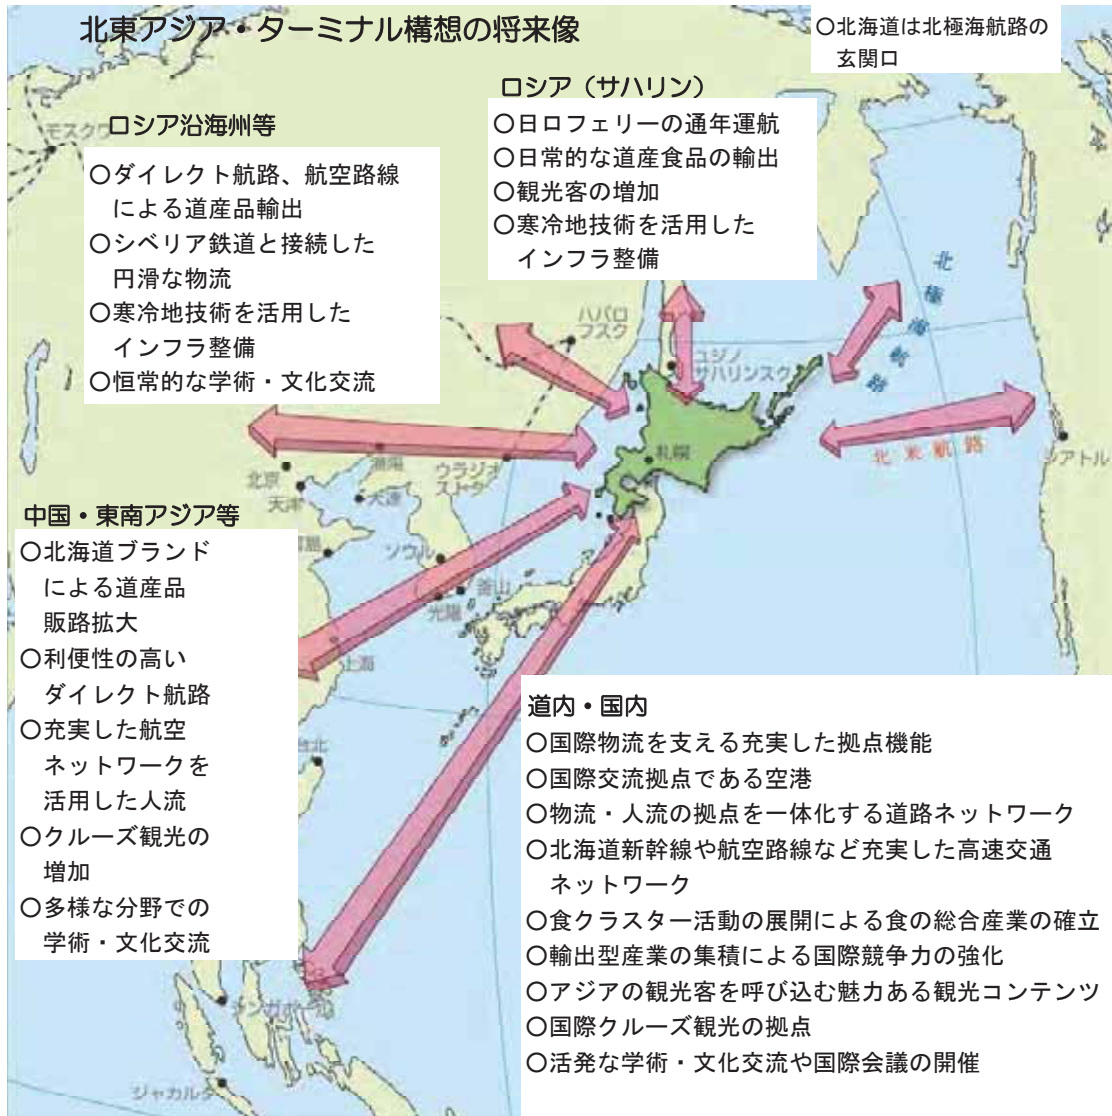 北東アジア・ターミナル構想の将来像
○北海道は北極海航路の
玄関口
ロシア（サハリン）
○日ロフェリーの通年運航
○日常的な道産食品の輸出
○観光客の増加
○寒冷地技術を活用した
インフラ整備
ロシア沿海州等
○ダイレクト航路、航空路線
による道産品輸出
○シベリア鉄道と接続した
円滑な物流
○寒冷地技術を活用した
インフラ整備
○恒常的な学術・文化交流
モスクワ
ハバロ
フスク
ユジノ
サハリンスク
北極海航路
北米航路
シアトル
札幌
ウラジオ
ストク
瀋陽
北京
天津
大連
ソウル
釜山
光陽
上海
台北
シンガポール
ジャカルタ
中国・東南アジア等
○北海道ブランド
による道産品
販路拡大
○利便性の高い
ダイレクト航路
○充実した航空
ネットワークを
活用した人流
○クルーズ観光の
増加
○多様な分野での
学術・文化交流
道内・国内
○国際物流を支える充実した拠点機能
○国際交流拠点である空港
○物流・人流の拠点を一体化する道路ネットワーク
○北海道新幹線や航空路線など充実した高速交通
ネットワーク
○食クラスター活動の展開による食の総合産業の確立
○輸出型産業の集積による国際競争力の強化
○アジアの観光客を呼び込む魅力ある観光コンテンツ
○国際クルーズ観光の拠点
○活発な学術・文化交流や国際会議の開催